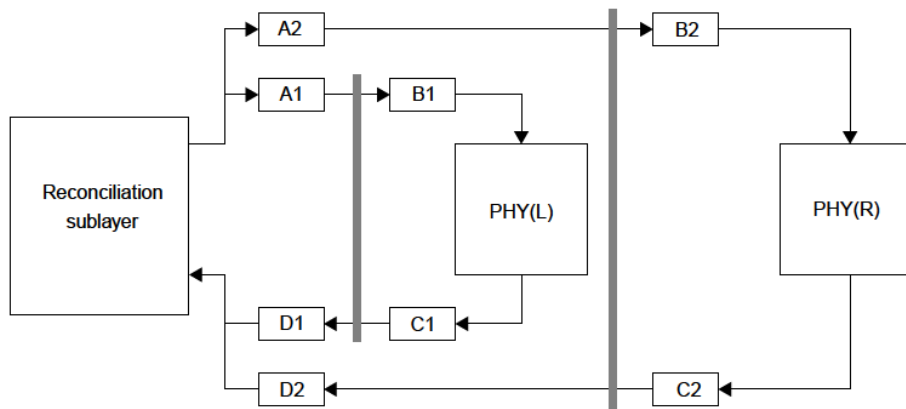 A2
B2
A1
B1
Reconciliation
sublayer
PHY(L)
PHY(R)
D1
C1
D2
C2